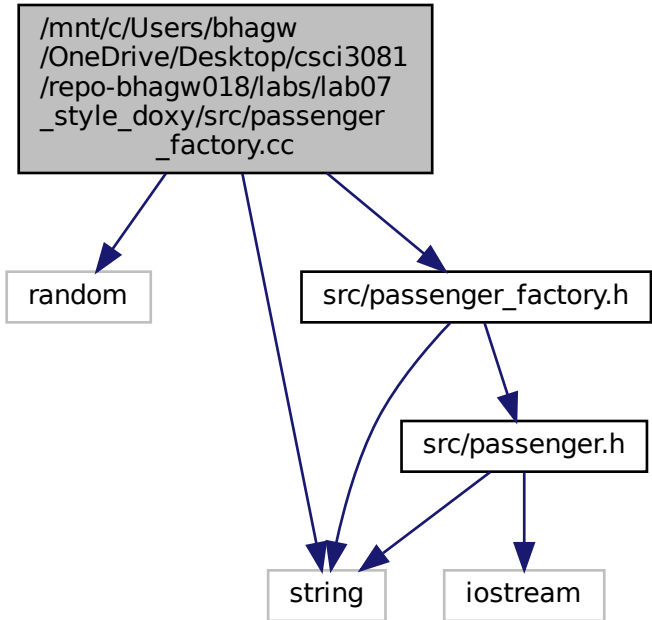 /mnt/c/Users/bhagw
/OneDrive/Desktop/csci3081
/repo-bhagw018/labs/lab07
_style_doxy/src/passenger
_factory.cc
random
src/passenger_factory.h
src/passenger.h
string
iostream